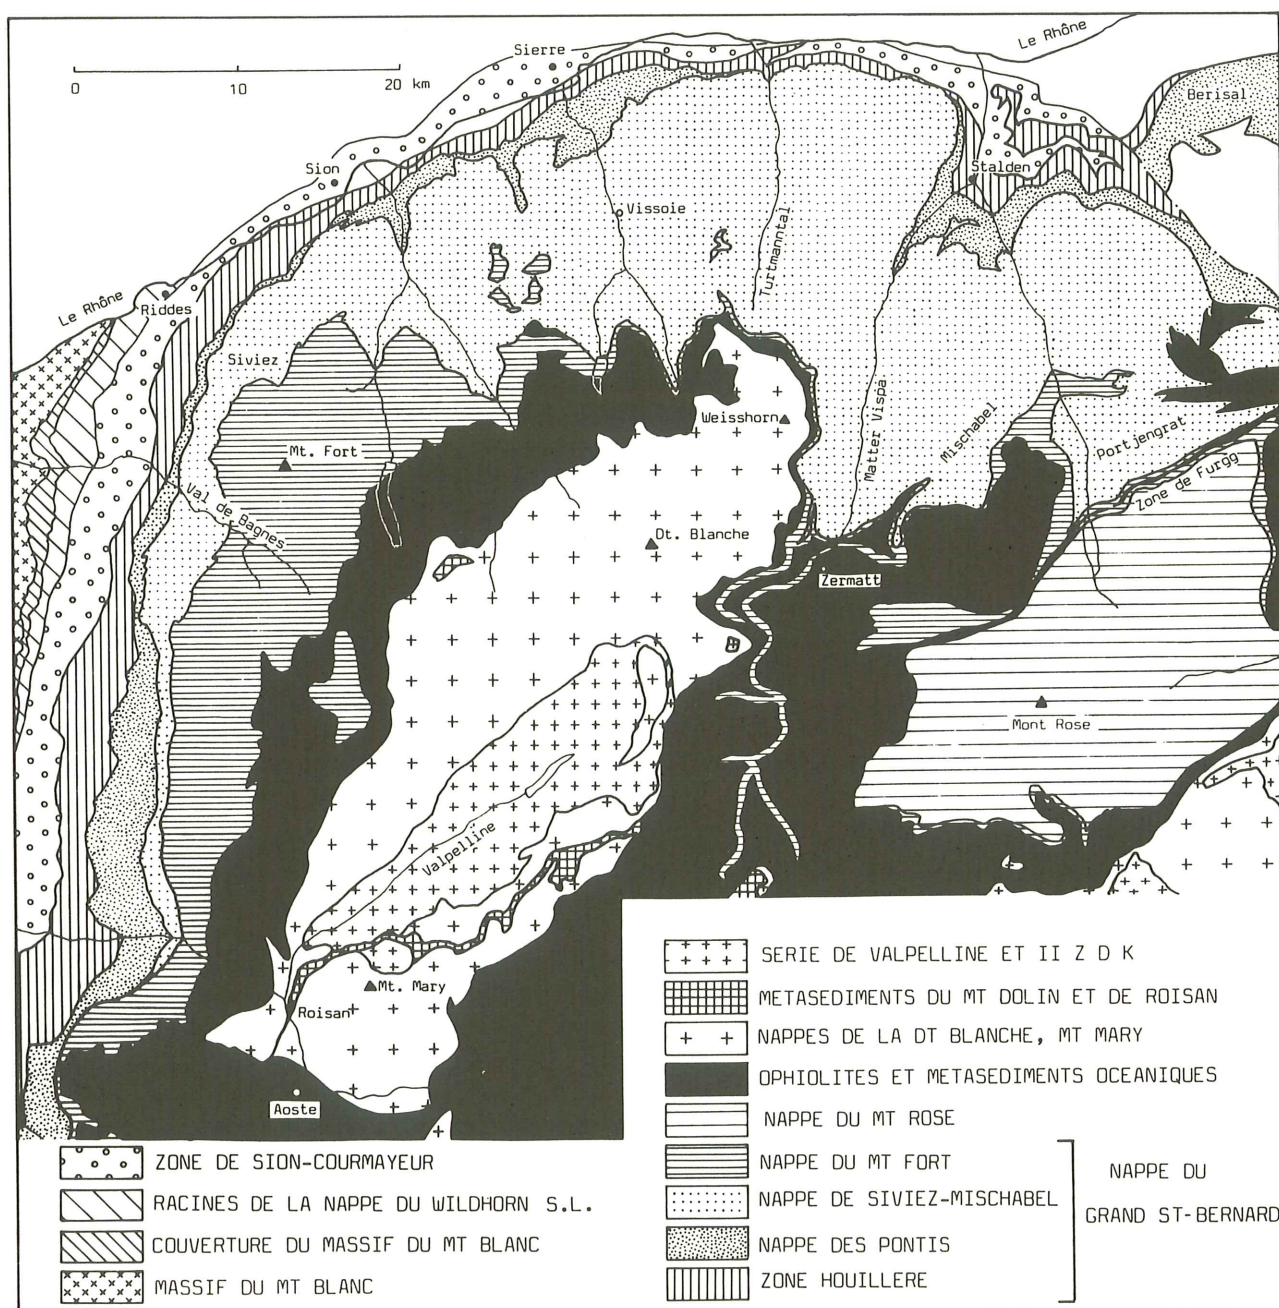 Le Rhône
Sierre
0 10 20 km
Berisal
Sion
Stalden
Vissoie
Turtmanntal
Le Rhône
Riddes
Siviez
Weisshorn
Matter Vispa
Mischabel
Portjengrat
Zone de Furgg
Mt. Fort
Val de Bagnes
Dt. Blanche
Zermatt
Mont Rose
Valpelline
Mt. Mary
Roisan
Aoste
SERIE DE VALPELLINE ET II Z D K
METASEDIMENTS DU MT DOLIN ET DE ROISAN
NAPPES DE LA DT BLANCHE, MT MARY
OPHIOLITES ET METASEDIMENTS OCEANIQUES
NAPPE DU MT ROSE
NAPPE DU MT FORT
NAPPE DE SIVIEZ-MISCHABEL
NAPPE DES PONTIS
ZONE HOUILLERE
NAPPE DU
GRAND ST-BERNARD
ZONE DE SION-COURMAYEUR
RACINES DE LA NAPPE DU WILDHORN S.L.
COUVERTURE DU MASSIF DU MT BLANC
MASSIF DU MT BLANC